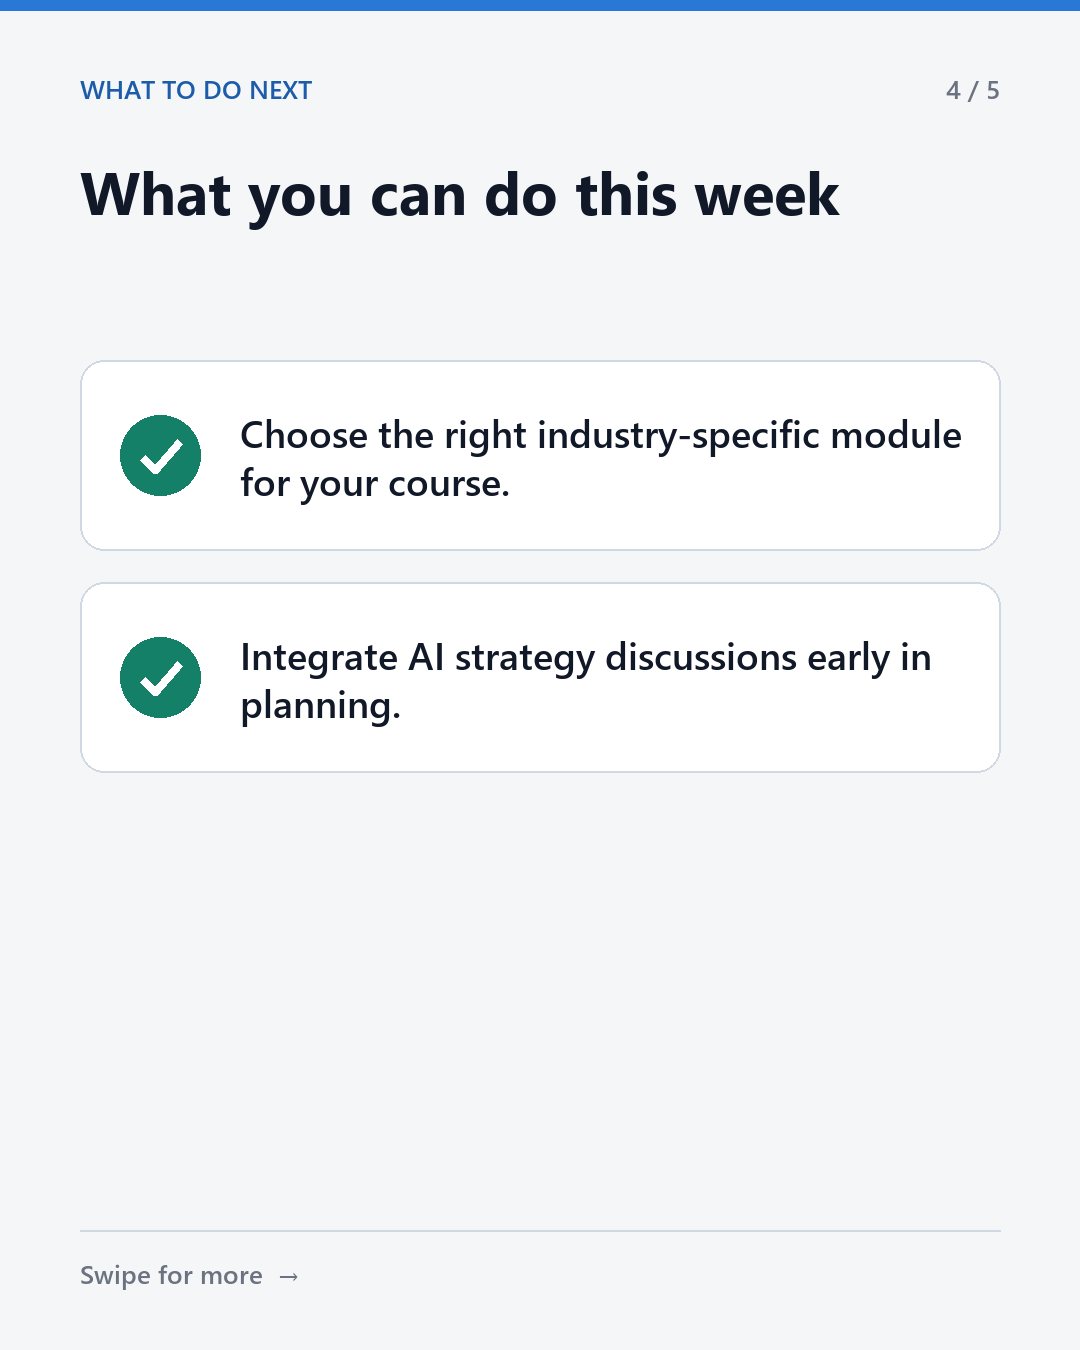 WHAT TO DO NEXT
4 / 5
What you can do this week
Choose the right industry-specific module
for your course.
Integrate AI strategy discussions early in
planning.
Swipe for more →